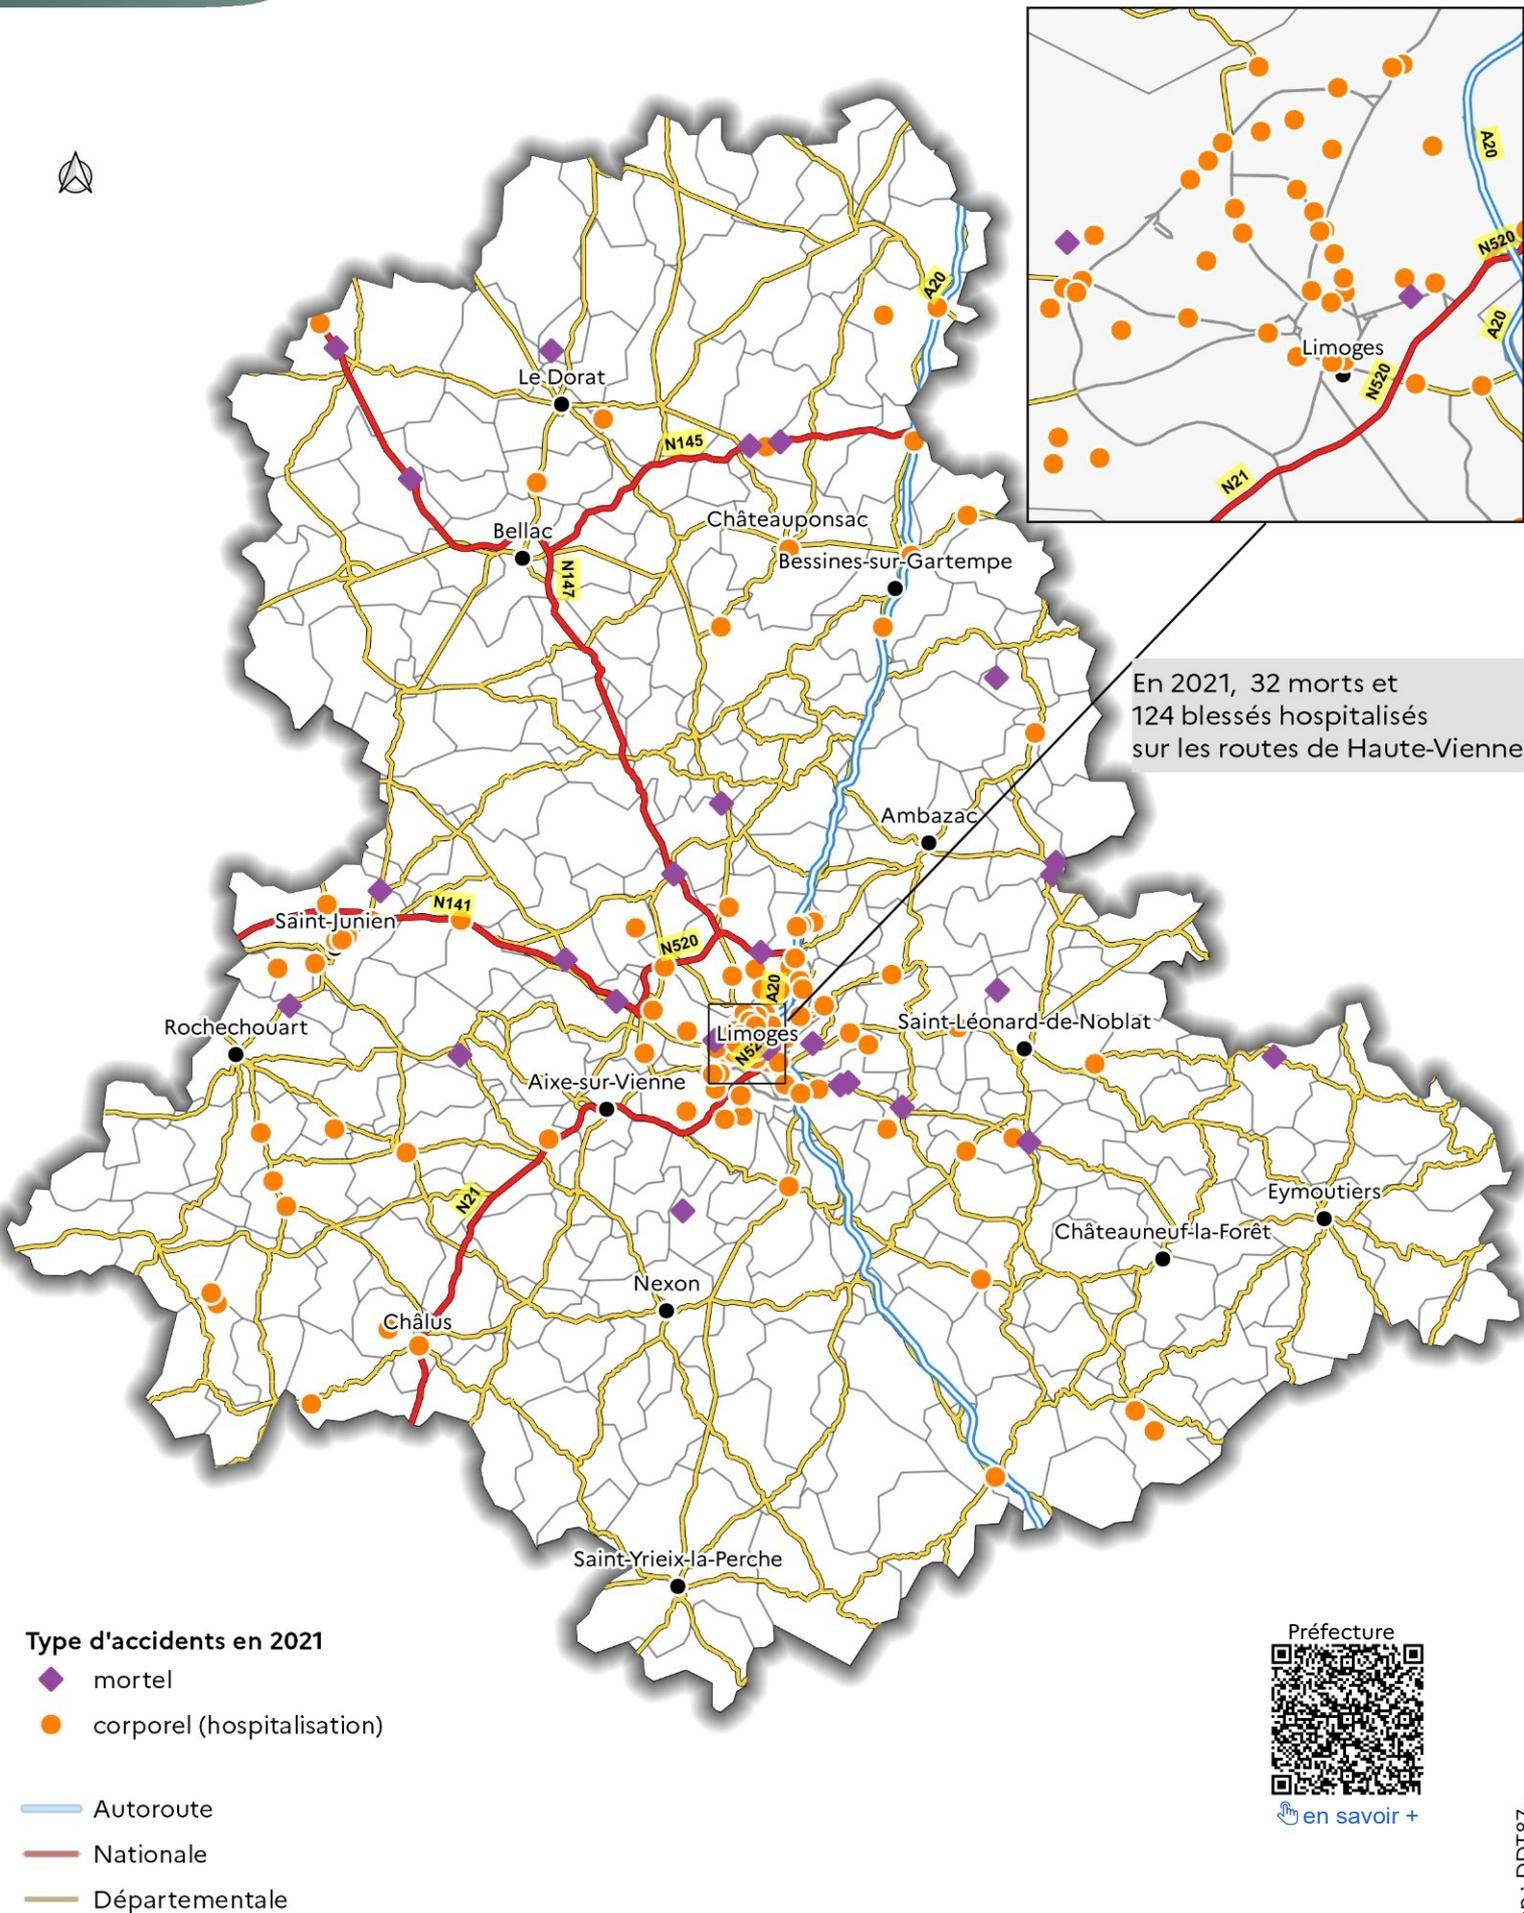 A20
N520
A20
Limoges
N520
N21
A20
Le Dorat
N145
Châteauponsac
Bellac
Bessines-sur-Gartempe
N147
En 2021, 32 morts et
124 blessés hospitalisés
sur les routes de Haute-Vienne
Ambazac
N141
Saint-Junien
N520
A20
Rochechouart
Limoges
Saint-Léonard-de-Noblat
Aixe-sur-Vienne
N21
Eymoutiers
Châteauneuf-la-Forêt
Nexon
Châlus
Saint-Yrieix-la-Perche
Type d'accidents en 2021
mortel
corporel (hospitalisation)
Autoroute
Nationale
Départementale
Préfecture
en savoir +